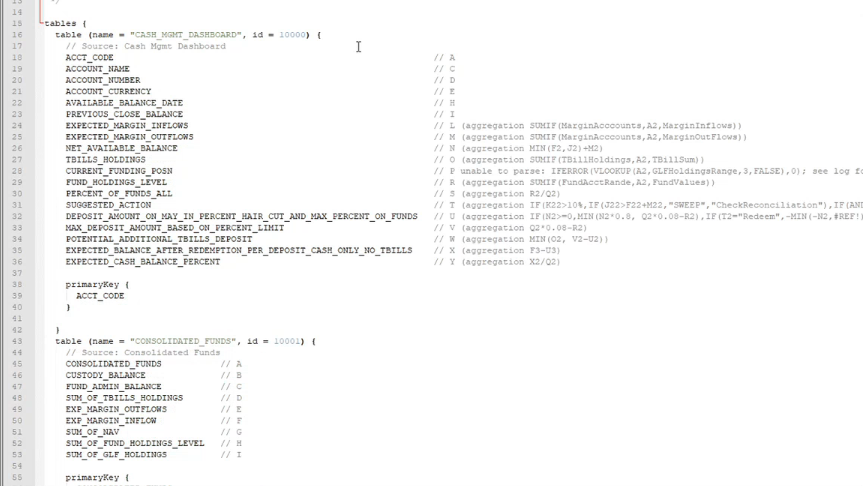 13 */
14
15 tables {
16 table (name = "CASH_MGMT_DASHBOARD", id = 10000) {
17 // Source: Cash Mgmt Dashboard
18 ACCT_CODE // A
19 ACCOUNT_NAME // C
20 ACCOUNT_NUMBER // D
21 ACCOUNT_CURRENCY // E
22 AVAILABLE_BALANCE_DATE // H
23 PREVIOUS_CLOSE_BALANCE // I
24 EXPECTED_MARGIN_INFLOWS // L (aggregation SUMIF(MarginAcccounts,A2,MarginInflows))
25 EXPECTED_MARGIN_OUTFLOWS // M (aggregation SUMIF(MarginAcccounts,A2,MarginOutFlows))
26 NET_AVAILABLE_BALANCE // N (aggregation MIN(F2,J2)+M2)
27 TBILLS_HOLDINGS // O (aggregation SUMIF(TBillHoldings,A2,TBillSum))
28 CURRENT_FUNDING_POSN // P unable to parse: IFERROR(VLOOKUP(A2,GLFHoldingsRange,3,FALSE),0); see log fo
29 FUND_HOLDINGS_LEVEL // R (aggregation SUMIF(FundAcctRange,A2,FundValues))
30 PERCENT_OF_FUNDS_ALL // S (aggregation R2/Q2)
31 SUGGESTED_ACTION // T (aggregation IF(K22>10%,IF(J22>F22+M22,"SWEEP","CheckReconciliation"),IF(AND
32 DEPOSIT_AMOUNT_ON_MAY_IN_PERCENT_HAIR_CUT_AND_MAX_PERCENT_ON_FUNDS // U (aggregation IF(N2>=0,MIN(N2*0.8, Q2*0.08-R2),IF(T2="Redeem",-MIN(-N2,#REF!
33 MAX_DEPOSIT_AMOUNT_BASED_ON_PERCENT_LIMIT // V (aggregation Q2*0.08-R2)
34 POTENTIAL_ADDITIONAL_TBILLS_DEPOSIT // W (aggregation MIN(O2, V2-U2))
35 EXPECTED_BALANCE_AFTER_REDEMPTION_PER_DEPOSIT_CASH_ONLY_NO_TBILLS // X (aggregation F3-U3)
36 EXPECTED_CASH_BALANCE_PERCENT // Y (aggregation X2/Q2)
37
38 primaryKey {
39 ACCT_CODE
40 }
41
42 }
43 table (name = "CONSOLIDATED_FUNDS", id = 10001) {
44 // Source: Consolidated Funds
45 CONSOLIDATED_FUNDS // A
46 CUSTODY_BALANCE // B
47 FUND_ADMIN_BALANCE // C
48 SUM_OF_TBILLS_HOLDINGS // D
49 EXP_MARGIN_OUTFLOWS // E
50 EXP_MARGIN_INFLOW // F
51 SUM_OF_NAV // G
52 SUM_OF_FUND_HOLDINGS_LEVEL // H
53 SUM_OF_GLF_HOLDINGS // I
54
55 primaryKey {